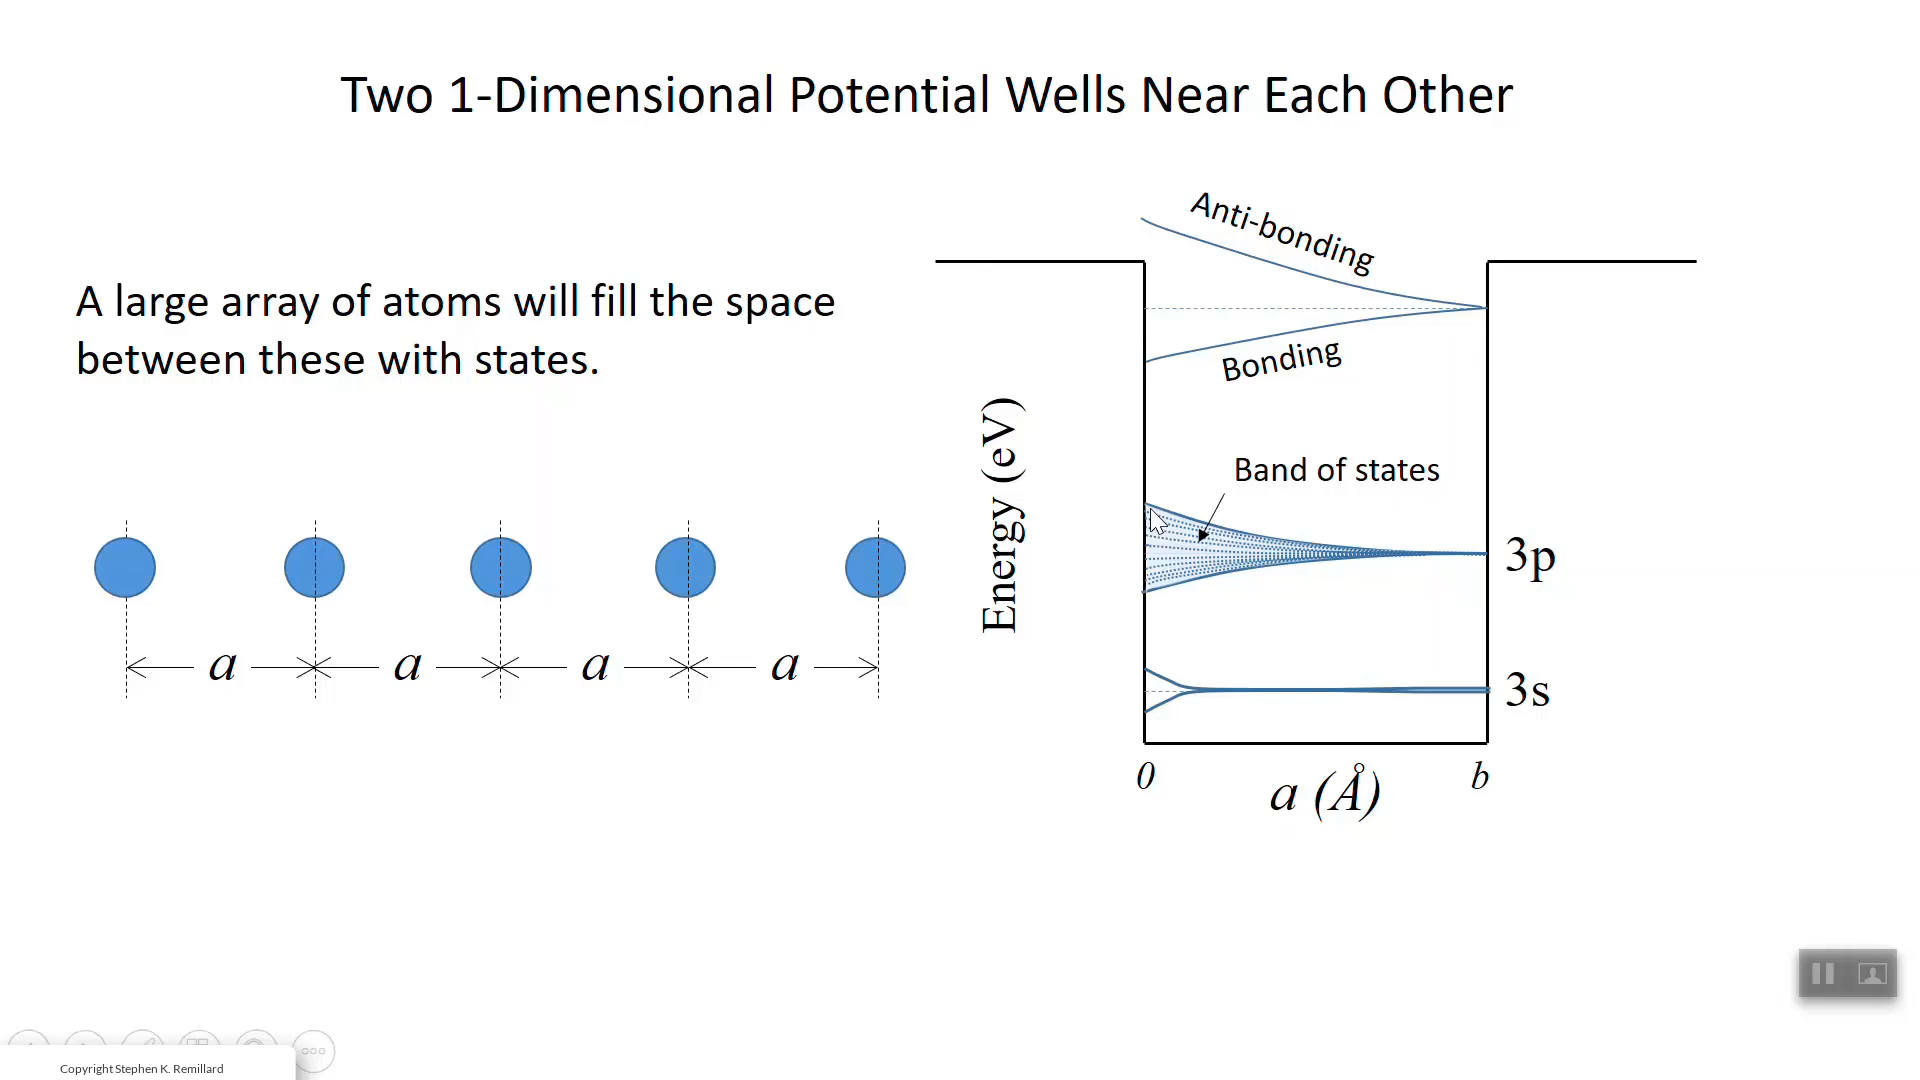 Two 1-Dimensional Potential Wells Near Each Other
A large array of atoms will fill the space
between these with states.
a a a a
Anti-bonding
Bonding
Energy (eV)
Band of states
3p
3s
0 b
a (Å)
Copyright Stephen K. Remillard